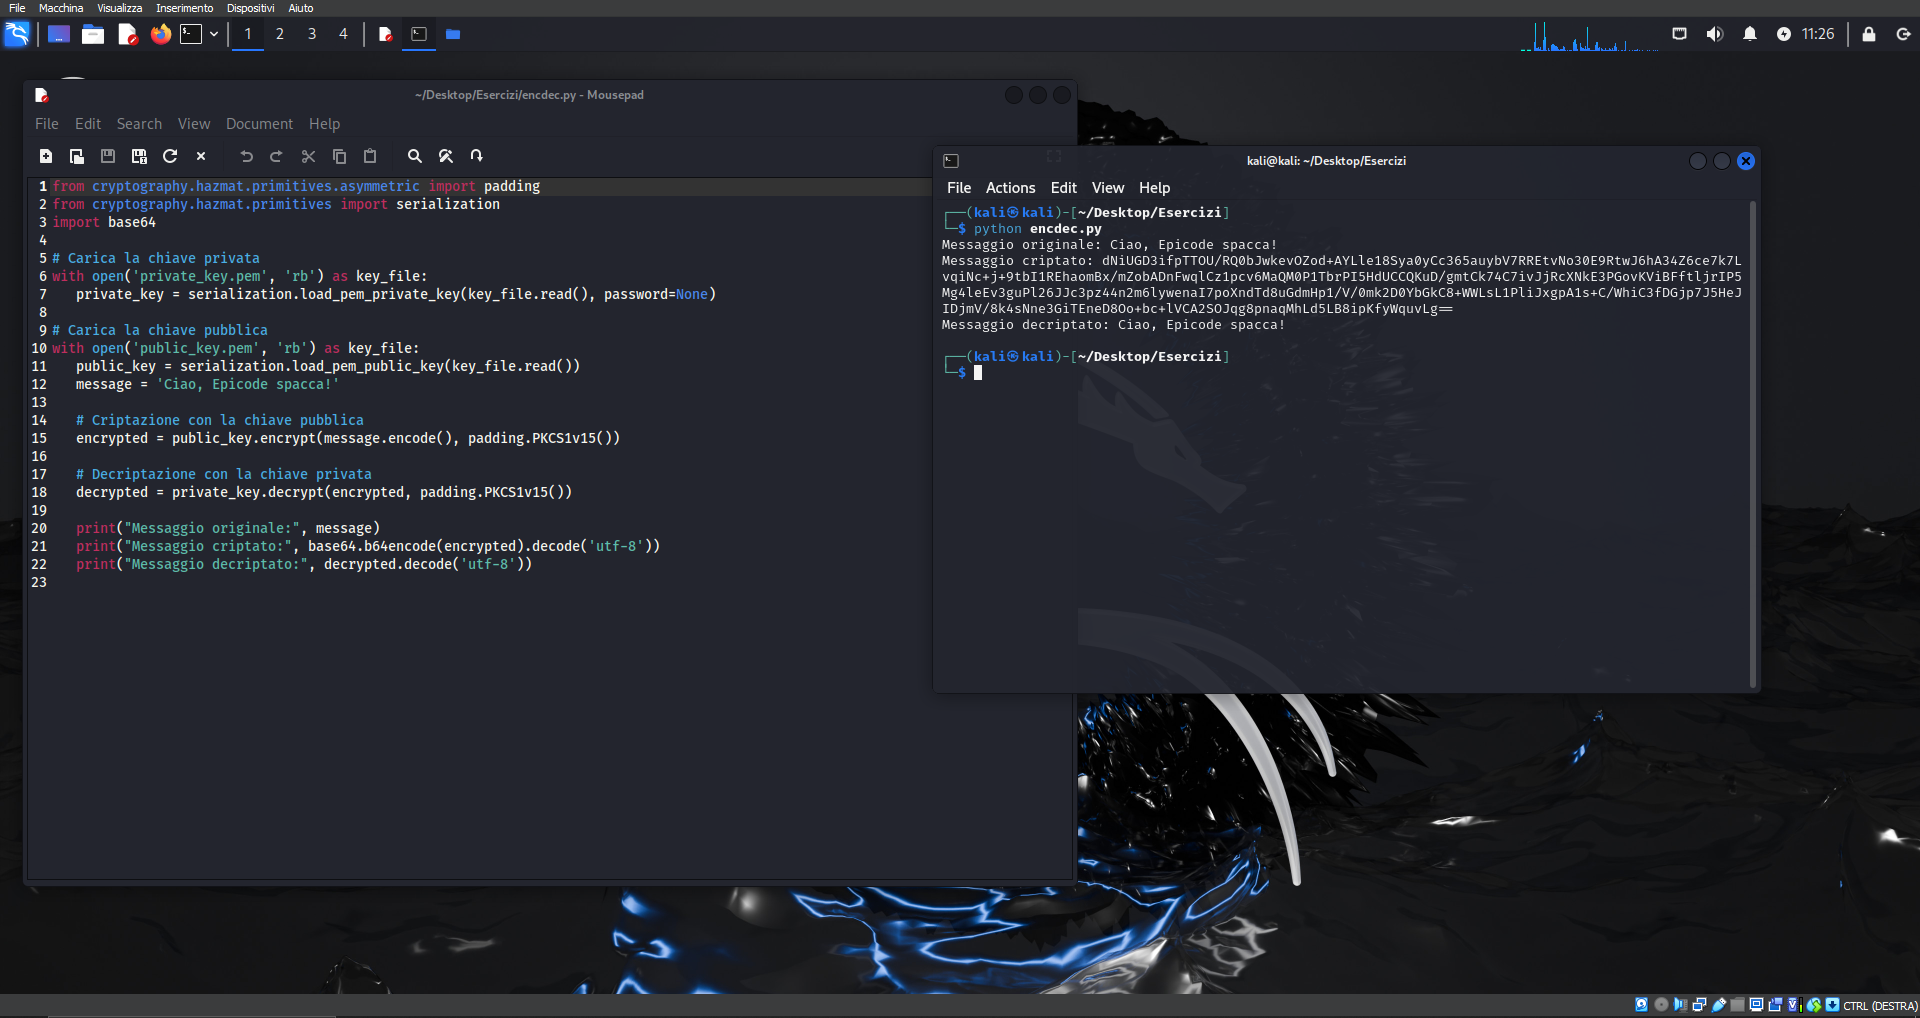 File Macchina Visualizza Inserimento Dispositivi Aiuto
1 2 3 4
11:26
~/Desktop/Esercizi/encdec.py - Mousepad
File Edit Search View Document Help
1 from cryptography.hazmat.primitives.asymmetric import padding
2 from cryptography.hazmat.primitives import serialization
3 import base64
4
5 # Carica la chiave privata
6 with open('private_key.pem', 'rb') as key_file:
7    private_key = serialization.load_pem_private_key(key_file.read(), password=None)
8
9 # Carica la chiave pubblica
10 with open('public_key.pem', 'rb') as key_file:
11    public_key = serialization.load_pem_public_key(key_file.read())
12    message = 'Ciao, Epicode spacca!'
13
14    # Criptazione con la chiave pubblica
15    encrypted = public_key.encrypt(message.encode(), padding.PKCS1v15())
16
17    # Decriptazione con la chiave privata
18    decrypted = private_key.decrypt(encrypted, padding.PKCS1v15())
19
20    print("Messaggio originale:", message)
21    print("Messaggio criptato:", base64.b64encode(encrypted).decode('utf-8'))
22    print("Messaggio decriptato:", decrypted.decode('utf-8'))
23
kali@kali: ~/Desktop/Esercizi
File Actions Edit View Help
┌──(kali㉿kali)-[~/Desktop/Esercizi]
└─$ python encdec.py
Messaggio originale: Ciao, Epicode spacca!
Messaggio criptato: dNiUGD3ifpTTOU/RQ0bJwkevOZod+AYLle18Sya0yCc365auybV7RREtvNo30E9RtwJ6hA34Z6ce7k7L
vqiNc+j+9tbI1REhaomBx/mZobADnFwqlCz1pcv6MaQM0P1TbrPI5HdUCCQKuD/gmtCk74C7ivJjRcXNkE3PGovKViBFftljrIP5
Mg4leEv3guPl26JJc3pz44n2m6lywenaI7poXndTd8uGdmHp1/V/0mk2D0YbGkC8+WWLsL1PliJxgpA1s+C/WhiC3fDGjp7J5HeJ
IDjmV/8k4sNne3GiTEneD8Oo+bc+lVCA2SOJqg8pnaqMhLd5LB8ipKfyWquvLg==
Messaggio decriptato: Ciao, Epicode spacca!
┌──(kali㉿kali)-[~/Desktop/Esercizi]
└─$
CTRL (DESTRA)